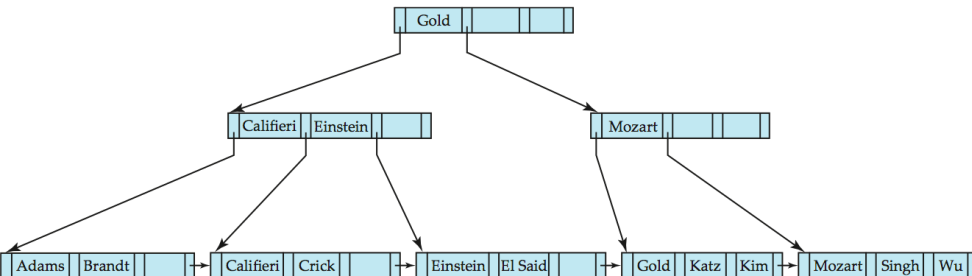 Gold
Califieri Einstein Mozart
Adams Brandt Califieri Crick Einstein El Said Gold Katz Kim Mozart Singh Wu